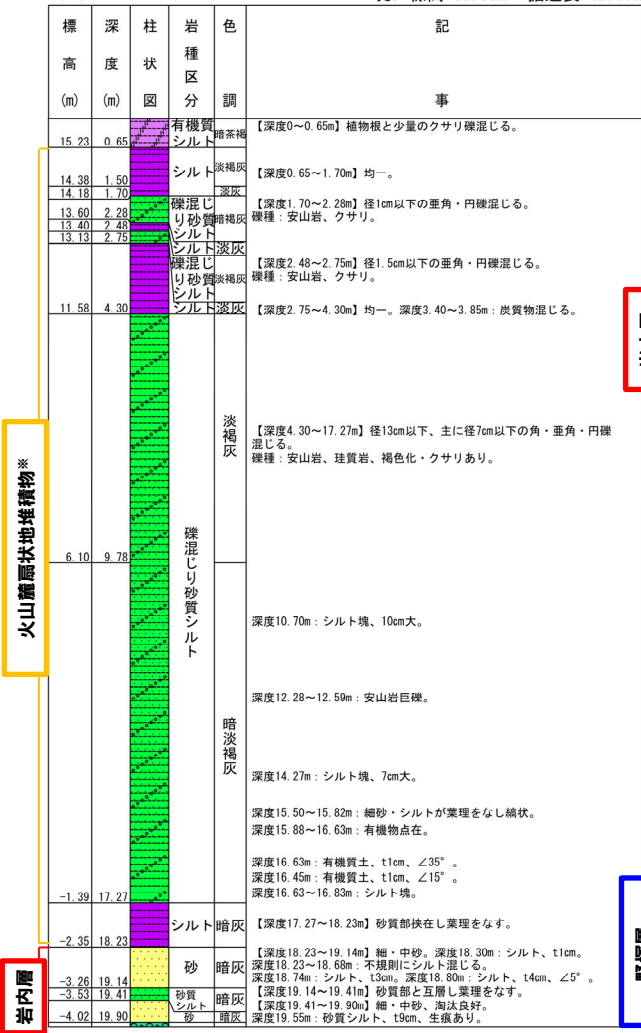 標高(m)
深度(m)
柱状図
岩種区分
色調
記事
有機質シルト
暗茶褐
【深度0～0.65m】植物根と少量のクサリ礫混じる。
15.23 0.65
シルト
淡褐灰
【深度0.65～1.70m】均一。
14.38 1.50
淡灰
14.18 1.70
礫混じり砂質シルト
暗褐灰
【深度1.70～2.28m】径1cm以下の亜角・円礫混じる。
礫種：安山岩、クサリ。
13.60 2.28
13.40 2.48
13.13 2.75
シルト
淡灰
礫混じり砂質シルト
淡褐灰
【深度2.48～2.75m】径1.5cm以下の亜角・円礫混じる。
礫種：安山岩、クサリ。
11.58 4.30
シルト
淡灰
【深度2.75～4.30m】均一。深度3.40～3.85m：炭質物混じる。
淡褐灰
【深度4.30～17.27m】径13cm以下、主に径7cm以下の角・亜角・円礫
混じる。
礫種：安山岩、珪質岩、褐色化・クサリあり。
火山麓扇状地堆積物※
6.10 9.78
礫混じり砂質シルト
深度10.70m：シルト塊、10cm大。
深度12.28～12.59m：安山岩巨礫。
暗淡褐灰
深度14.27m：シルト塊、7cm大。
深度15.50～15.82m：細砂・シルトが葉理をなし縞状。
深度15.88～16.63m：有機物点在。
深度16.63m：有機質土、t1cm、∠35°。
深度16.45m：有機質土、t1cm、∠15°。
深度16.63～16.83m：シルト塊。
-1.39 17.27
シルト
暗灰
【深度17.27～18.23m】砂質部挟在し葉理をなす。
-2.35 18.23
岩内層
砂
暗灰
【深度18.23～19.14m】細・中砂。深度18.30m：シルト、t1cm。
深度18.23～18.68m：不規則にシルト混じる。
深度18.74m：シルト、t3cm。深度18.80m：シルト、t4cm、∠5°。
-3.26 19.14
-3.53 19.41
砂質シルト
暗灰
【深度19.14～19.41m】砂質部と互層し葉理をなす。
【深度19.41～19.90m】細・中砂、淘汰良好。
-4.02 19.90
砂
暗灰
深度19.55m：砂質シルト、t9cm、生痕あり。